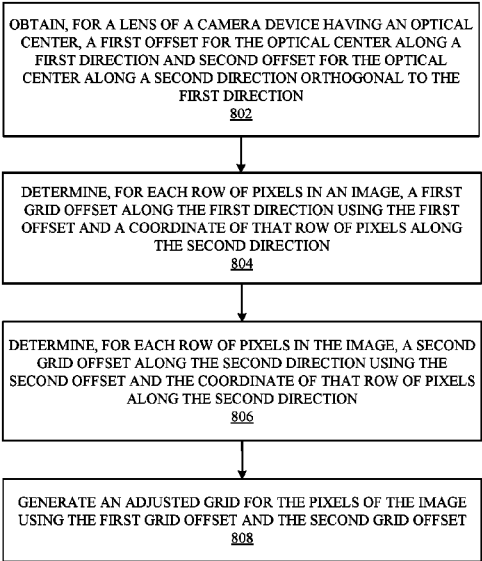 OBTAIN, FOR A LENS OF A CAMERA DEVICE HAVING AN OPTICAL
CENTER, A FIRST OFFSET FOR THE OPTICAL CENTER ALONG A
FIRST DIRECTION AND SECOND OFFSET FOR THE OPTICAL
CENTER ALONG A SECOND DIRECTION ORTHOGONAL TO THE
FIRST DIRECTION
802
DETERMINE, FOR EACH ROW OF PIXELS IN AN IMAGE, A FIRST
GRID OFFSET ALONG THE FIRST DIRECTION USING THE FIRST
OFFSET AND A COORDINATE OF THAT ROW OF PIXELS ALONG
THE SECOND DIRECTION
804
DETERMINE, FOR EACH ROW OF PIXELS IN THE IMAGE, A SECOND
GRID OFFSET ALONG THE SECOND DIRECTION USING THE
SECOND OFFSET AND THE COORDINATE OF THAT ROW OF PIXELS
ALONG THE SECOND DIRECTION
806
GENERATE AN ADJUSTED GRID FOR THE PIXELS OF THE IMAGE
USING THE FIRST GRID OFFSET AND THE SECOND GRID OFFSET
808